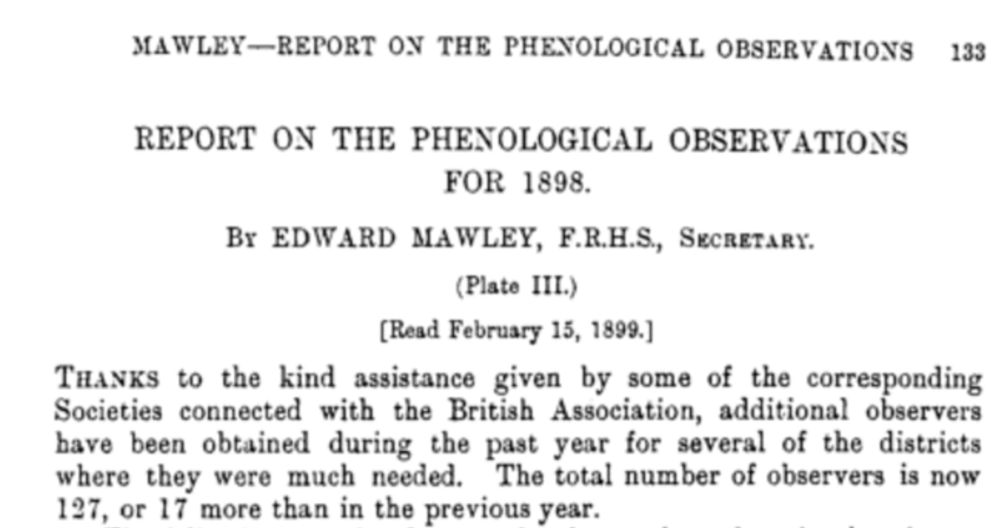 MAWLEY—REPORT ON THE PHENOLOGICAL OBSERVATIONS 133
REPORT ON THE PHENOLOGICAL OBSERVATIONS
FOR 1898.
By EDWARD MAWLEY, F.R.H.S., Secretary.
(Plate III.)
[Read February 15, 1899.]
Thanks to the kind assistance given by some of the corresponding
Societies connected with the British Association, additional observers
have been obtained during the past year for several of the districts
where they were much needed. The total number of observers is now
127, or 17 more than in the previous year.